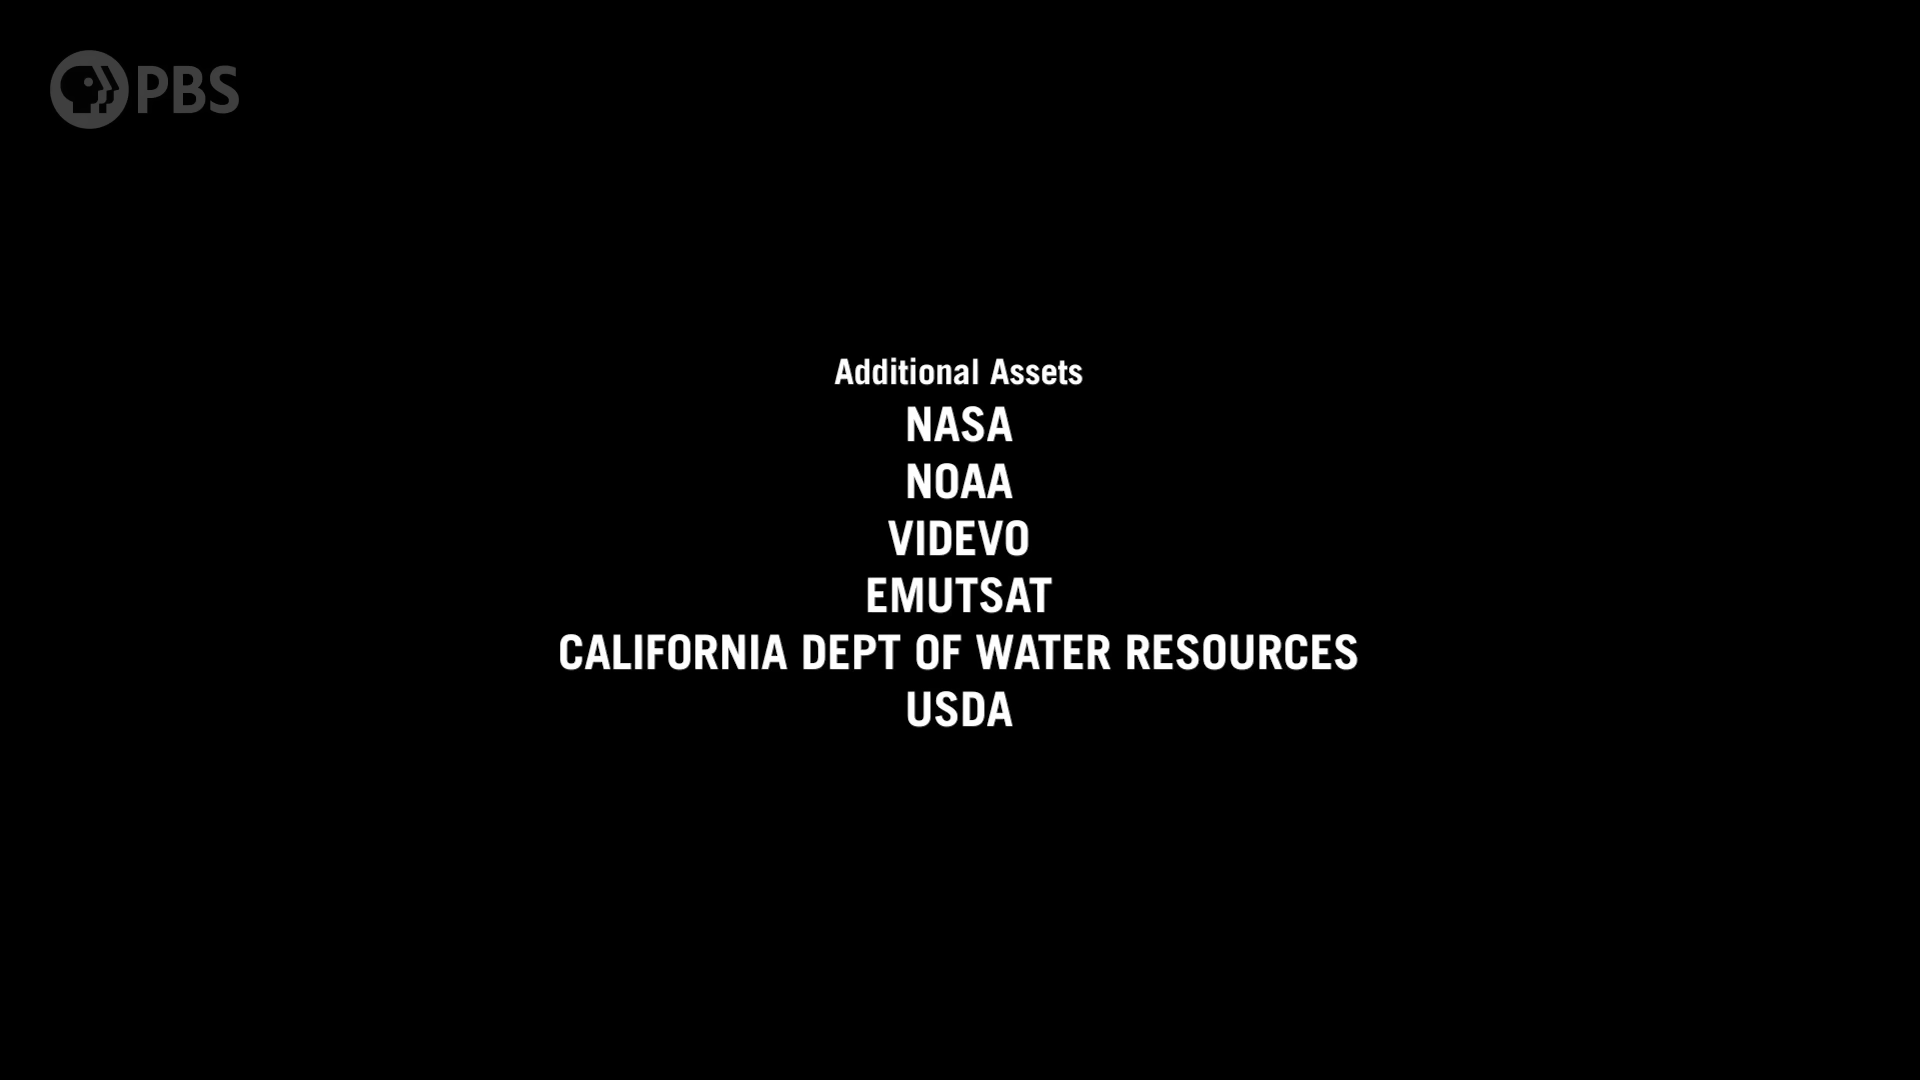 PBS
Additional Assets
NASA
NOAA
VIDEVO
EMUTSAT
CALIFORNIA DEPT OF WATER RESOURCES
USDA